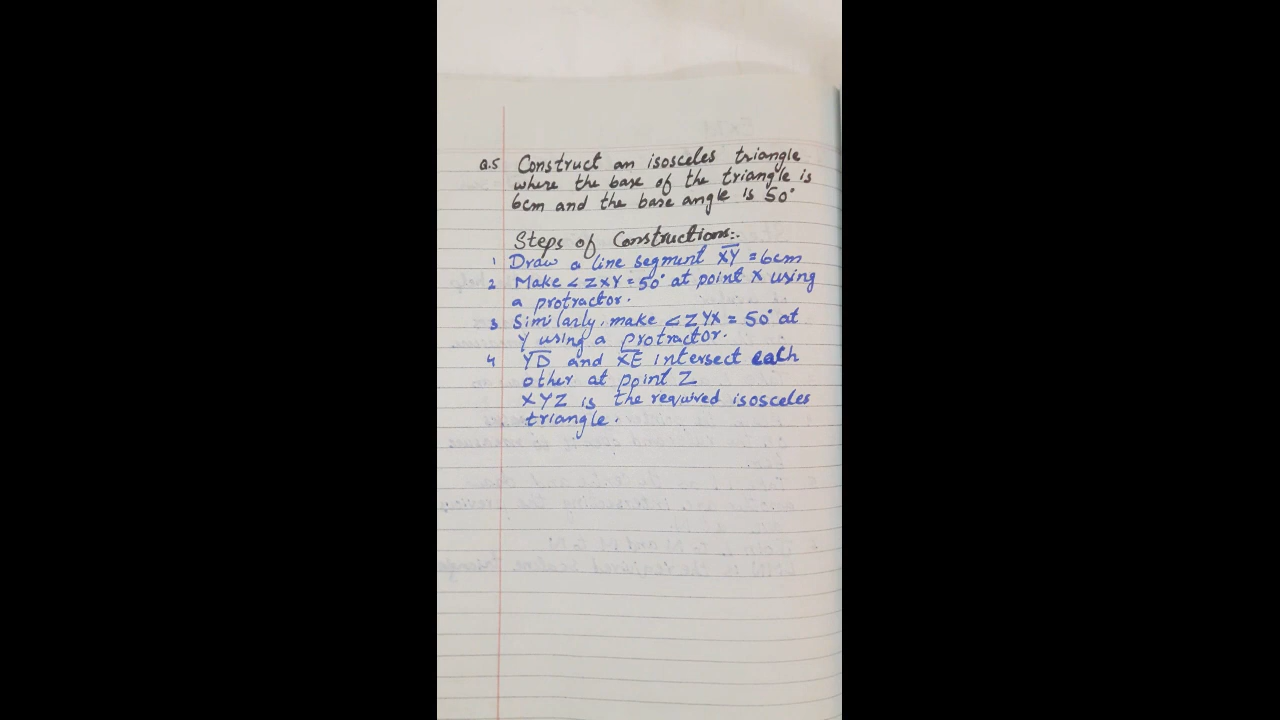 Q.5 Construct an isosceles triangle
where the base of the triangle is
6cm and the base angle is 50°
Steps of Constructions:.
1 Draw a line segment XY = 6cm
2 Make ∠ZXY = 50° at point X using
a protractor.
3 Similarly, make ∠ZYX = 50° at
Y using a protractor.
4 YD and XE intersect each
other at point Z
XYZ is the required isosceles
triangle.